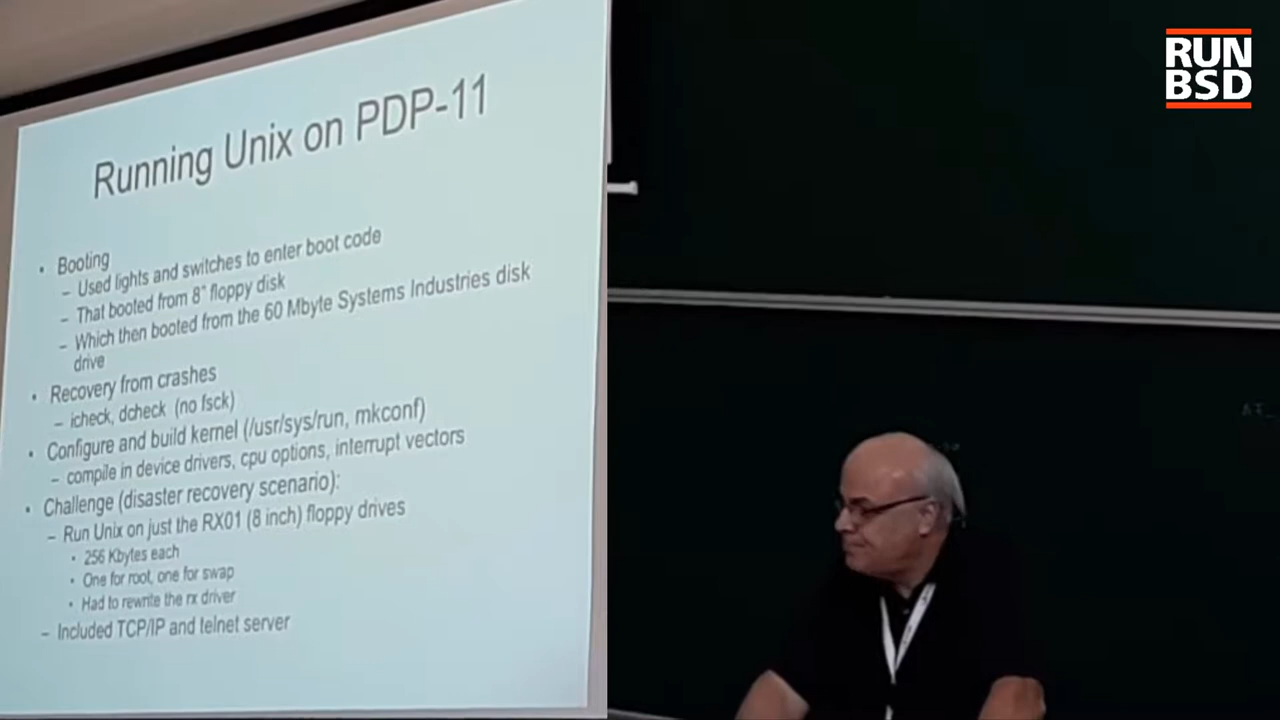 RUN
BSD
Running Unix on PDP-11
• Booting
– Used lights and switches to enter boot code
– That booted from 8" floppy disk
– Which then booted from the 60 Mbyte Systems Industries disk
drive
• Recovery from crashes
– icheck, dcheck (no fsck)
• Configure and build kernel (/usr/sys/run, mkconf)
– compile in device drivers, cpu options, interrupt vectors
• Challenge (disaster recovery scenario):
– Run Unix on just the RX01 (8 inch) floppy drives
• 256 Kbytes each
• One for root, one for swap
• Had to rewrite the rx driver
– Included TCP/IP and telnet server